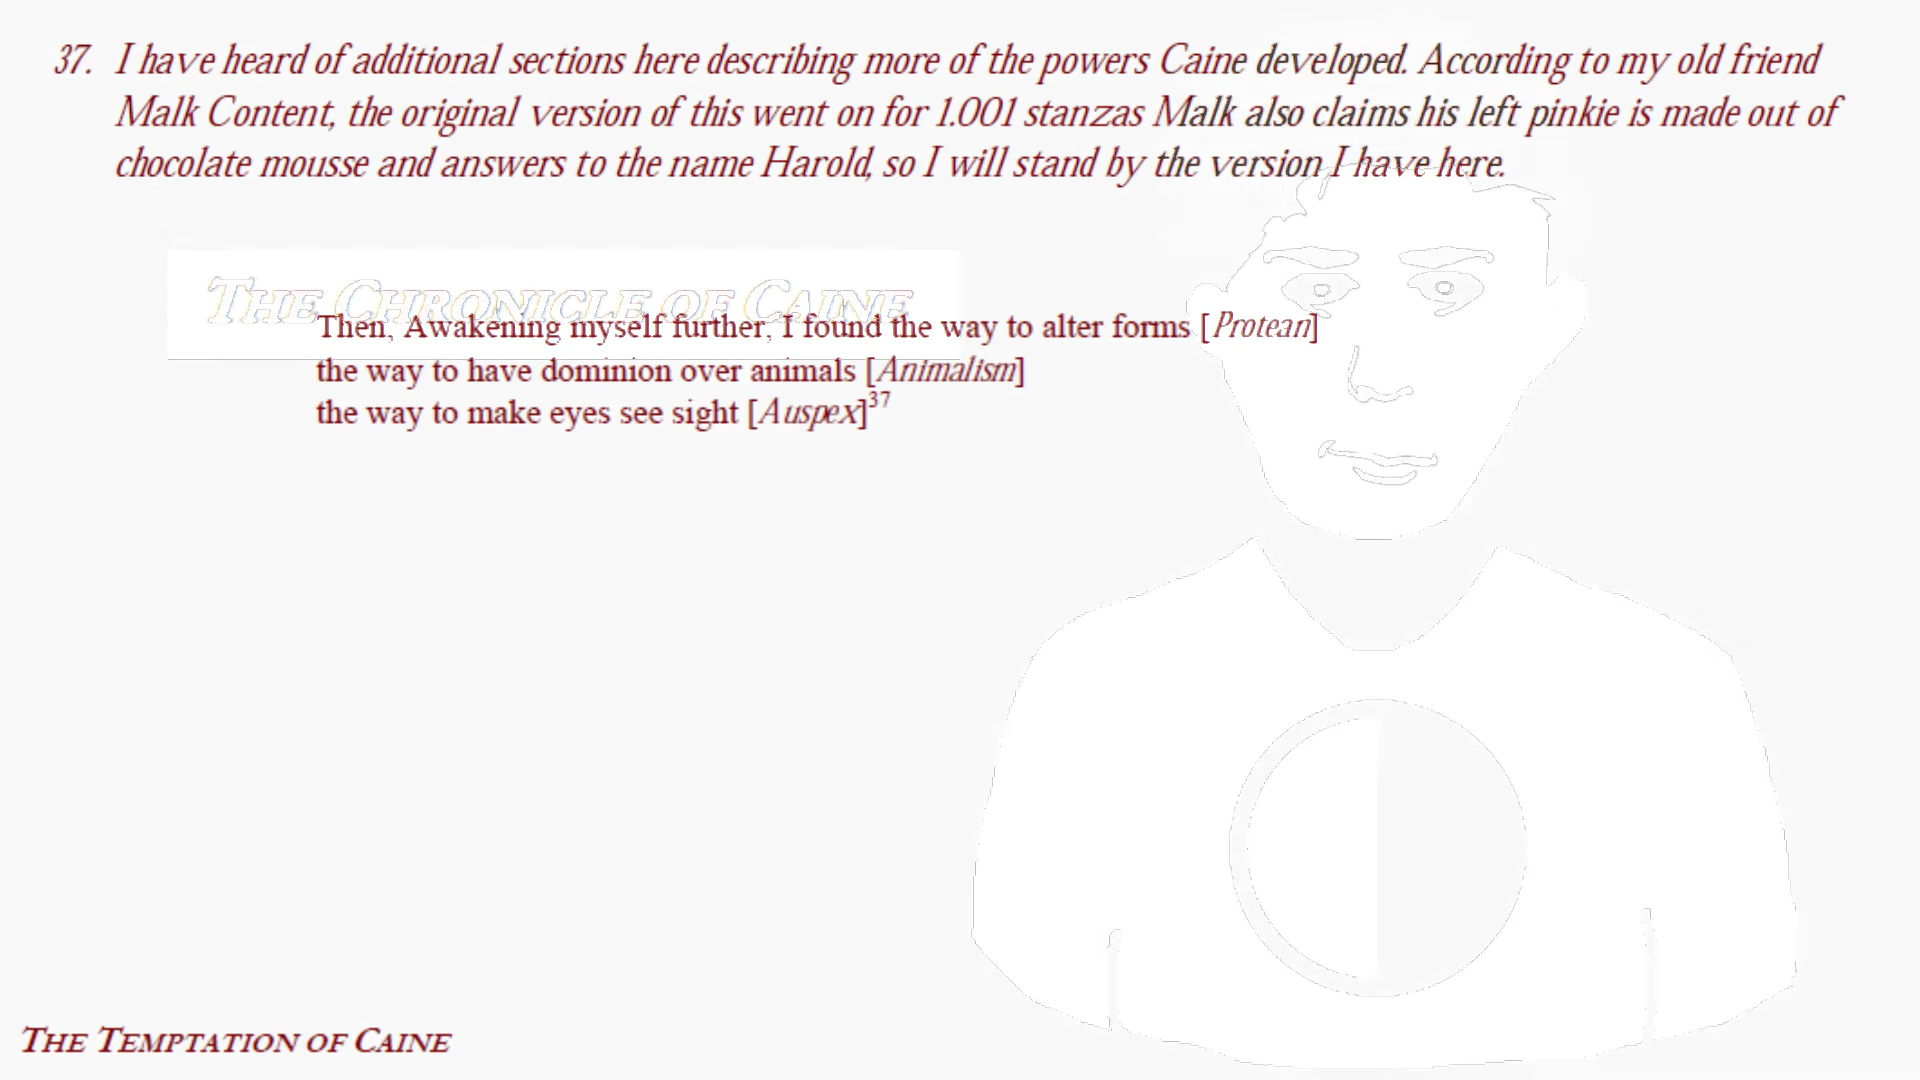 37. I have heard of additional sections here describing more of the powers Caine developed. According to my old friend
Malk Content, the original version of this went on for 1.001 stanzas Malk also claims his left pinkie is made out of
chocolate mousse and answers to the name Harold, so I will stand by the version I have here.
THE CHRONICLE OF CAINE
Then, Awakening myself further, I found the way to alter forms [Protean]
the way to have dominion over animals [Animalism]
the way to make eyes see sight [Auspex]37
THE TEMPTATION OF CAINE